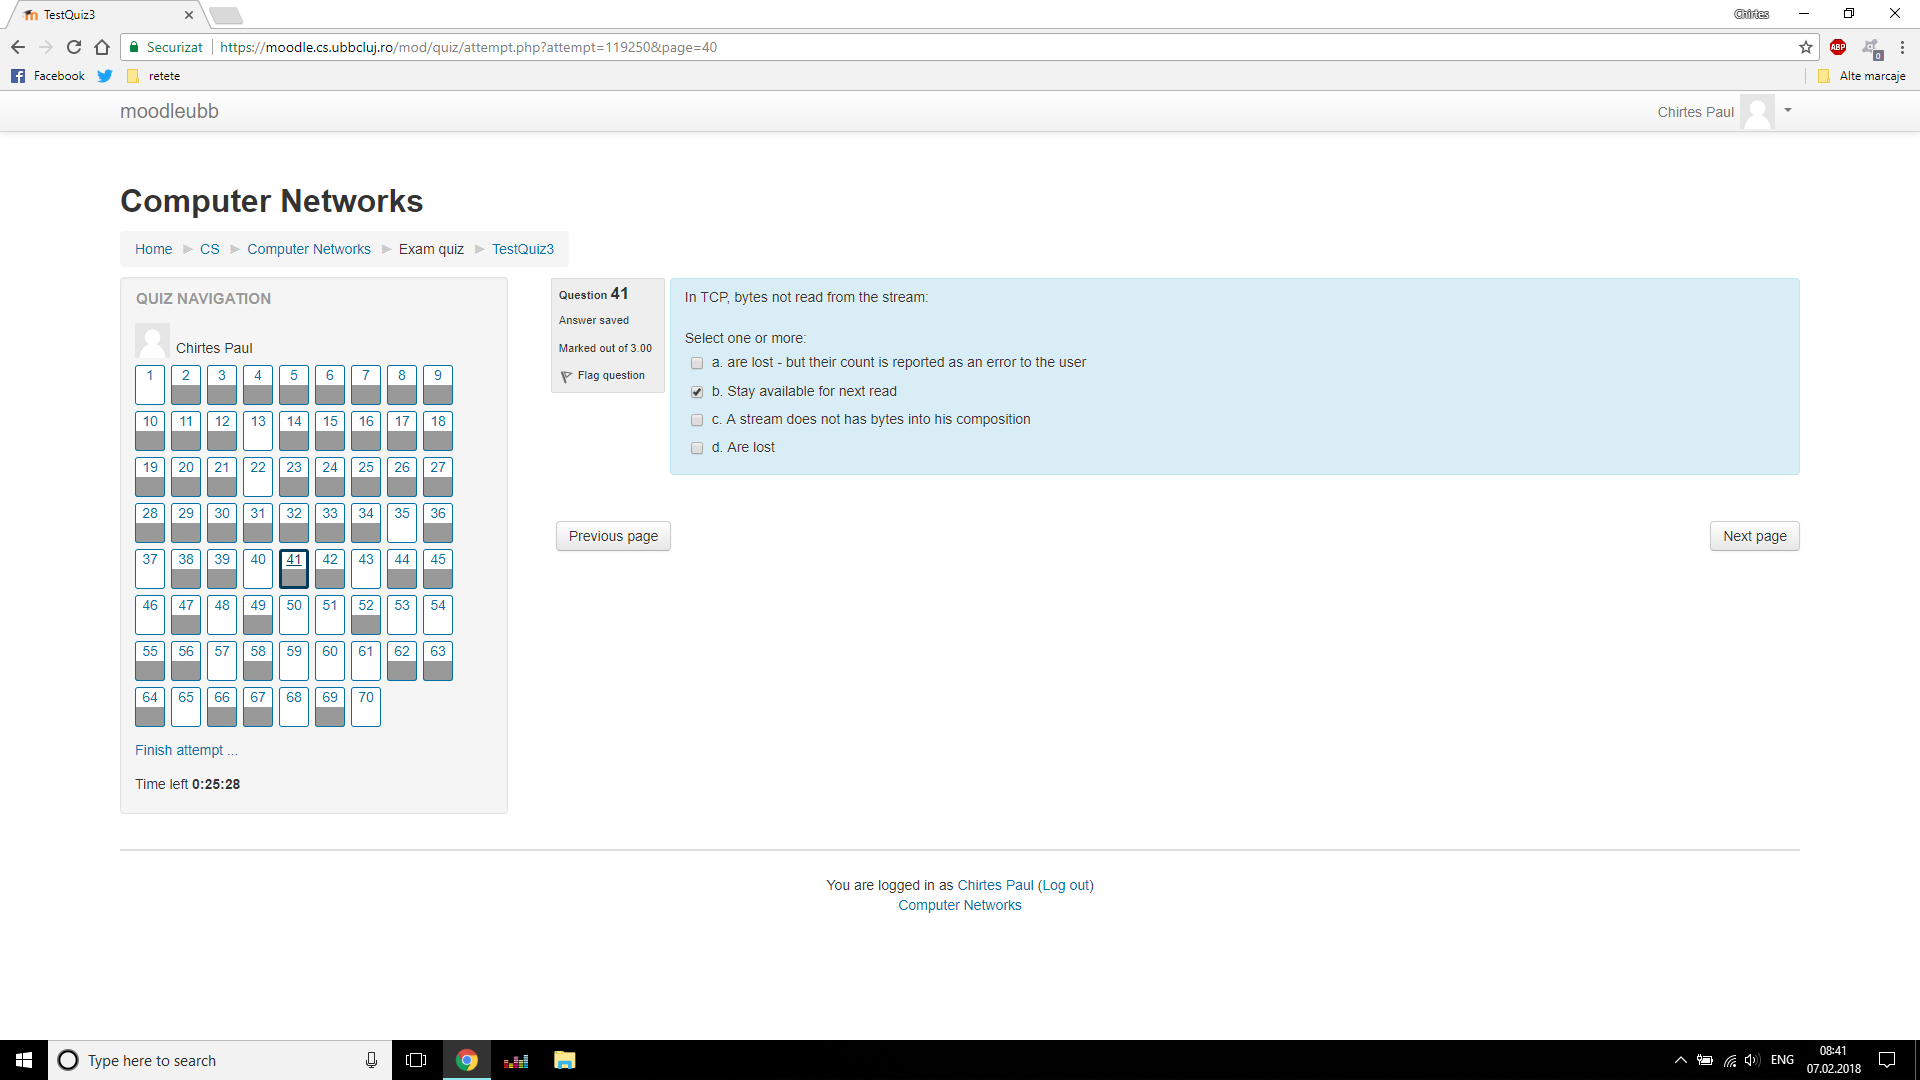 TestQuiz3
Chirtes
Securizat
https://moodle.cs.ubbcluj.ro/mod/quiz/attempt.php?attempt=119250&page=40
ABP
0
Facebook
retete
Alte marcaje
moodleubb
Chirtes Paul
Computer Networks
Home ► CS ► Computer Networks ► Exam quiz ► TestQuiz3
QUIZ NAVIGATION
Chirtes Paul
1 2 3 4 5 6 7 8 9
10 11 12 13 14 15 16 17 18
19 20 21 22 23 24 25 26 27
28 29 30 31 32 33 34 35 36
37 38 39 40 41 42 43 44 45
46 47 48 49 50 51 52 53 54
55 56 57 58 59 60 61 62 63
64 65 66 67 68 69 70
Finish attempt ...
Time left 0:25:28
Question 41
Answer saved
Marked out of 3.00
Flag question
In TCP, bytes not read from the stream:
Select one or more:
a. are lost - but their count is reported as an error to the user
b. Stay available for next read
c. A stream does not has bytes into his composition
d. Are lost
Previous page
Next page
You are logged in as Chirtes Paul (Log out)
Computer Networks
Type here to search
ENG
08:41
07.02.2018